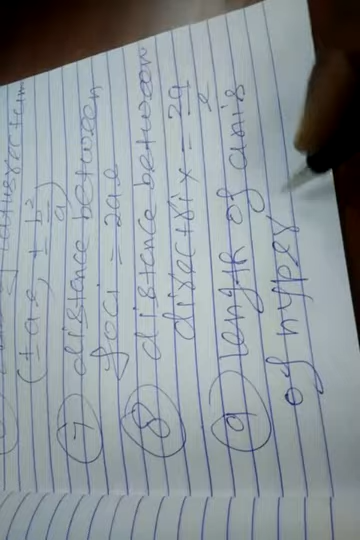 (± ae, ± b²/a)
⑦ distance between
foci = 2ae
⑧ distance between
directrix = 2a/e
⑨ length of axis
of hyper